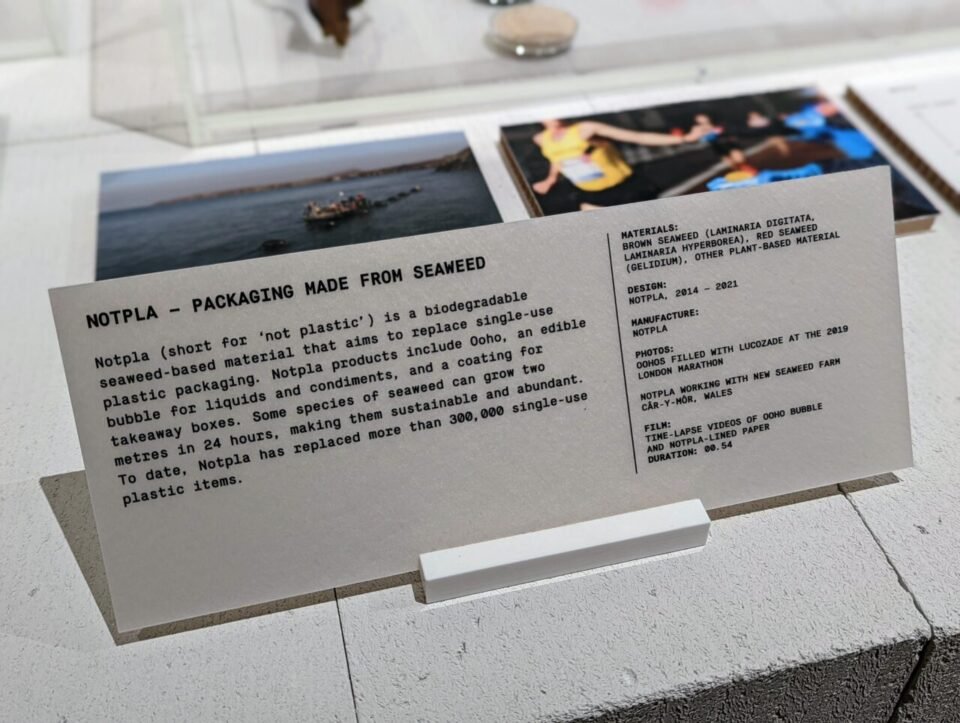 NOTPLA – PACKAGING MADE FROM SEAWEED
Notpla (short for ‘not plastic’) is a biodegradable
seaweed-based material that aims to replace single-use
plastic packaging. Notpla products include Ooho, an edible
bubble for liquids and condiments, and a coating for
takeaway boxes. Some species of seaweed can grow two
metres in 24 hours, making them sustainable and abundant.
To date, Notpla has replaced more than 300,000 single-use
plastic items.
MATERIALS:
BROWN SEAWEED (LAMINARIA DIGITATA,
LAMINARIA HYPERBOREA), RED SEAWEED
(GELIDIUM), OTHER PLANT-BASED MATERIAL
DESIGN:
NOTPLA, 2014 – 2021
MANUFACTURE:
NOTPLA
PHOTOS:
OOHOS FILLED WITH LUCOZADE AT THE 2019
LONDON MARATHON
NOTPLA WORKING WITH NEW SEAWEED FARM
CÂR-Y-MÔR, WALES
FILM:
TIME-LAPSE VIDEOS OF OOHO BUBBLE
AND NOTPLA-LINED PAPER
DURATION: 00.54